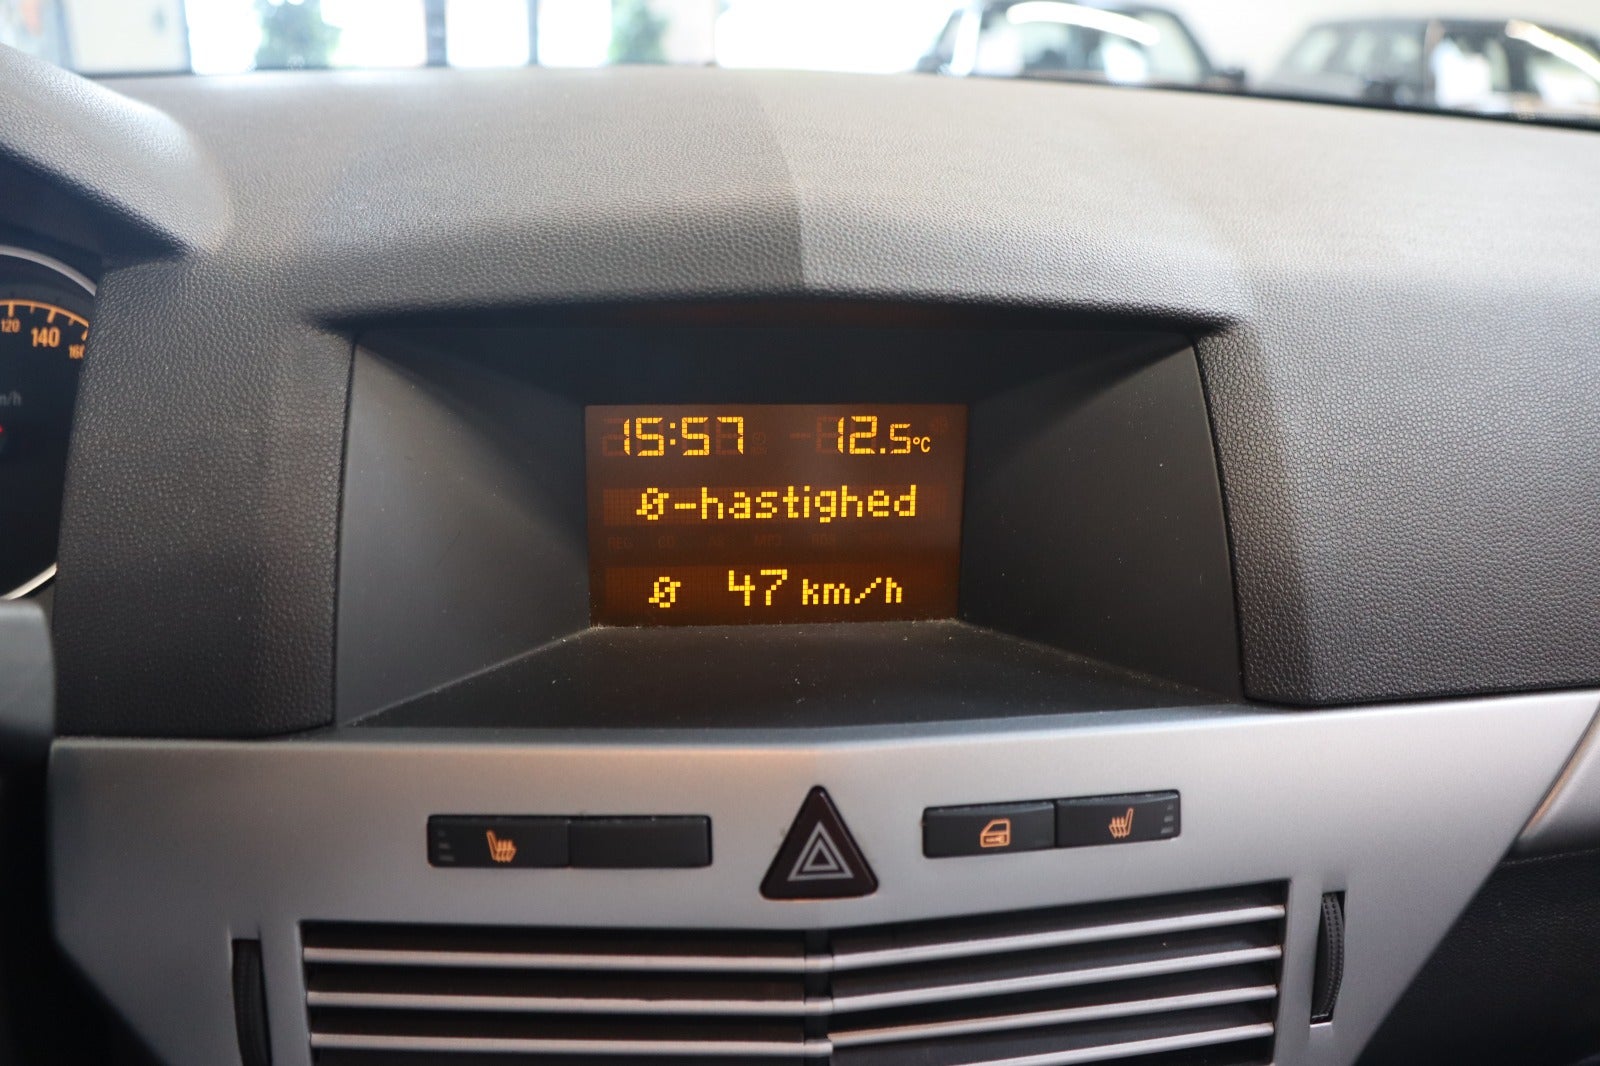 15:57 12.5°C
Ø-hastighed
Ø 47 km/h
120
140
160